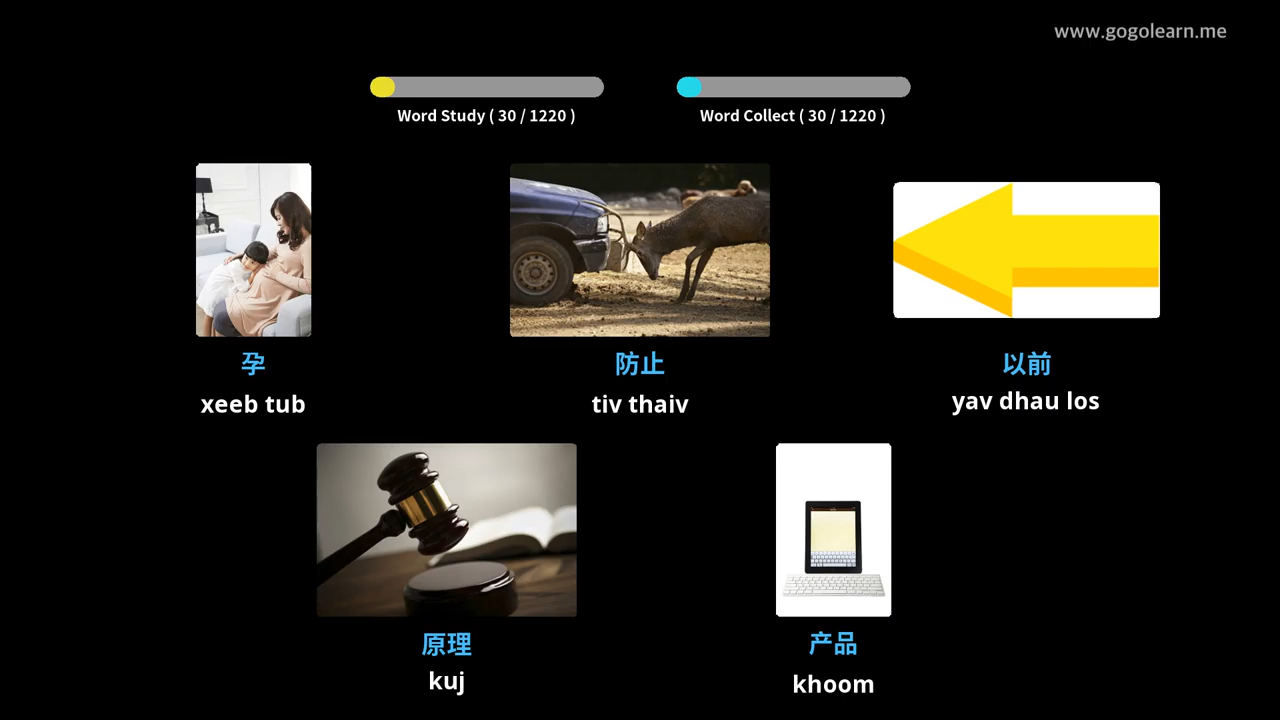 www.gogolearn.me
Word Study ( 30 / 1220 )
Word Collect ( 30 / 1220 )
孕
xeeb tub
防止
tiv thaiv
以前
yav dhau los
原理
kuj
产品
khoom